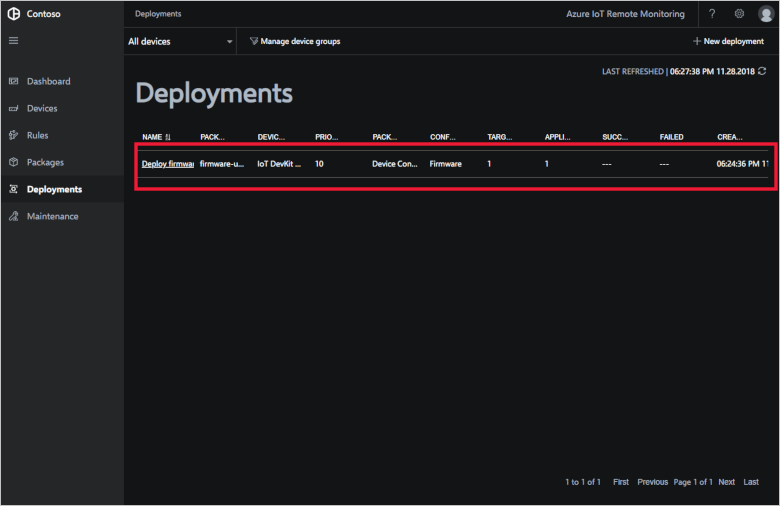 Contoso
Deployments
Azure IoT Remote Monitoring
?
All devices
Manage device groups
+ New deployment
LAST REFRESHED | 06:27:38 PM 11.28.2018
Dashboard
Devices
Rules
Packages
Deployments
Maintenance
Deployments
NAME PACK... DEVIC... PRIO... PACK... CONF... TARG... APPLI... SUCC... FAILED CREA...
Deploy firmwar firmware-u... IoT DevKit ... 10 Device Con... Firmware 1 1 --- --- 06:24:36 PM 11
1 to 1 of 1 First Previous Page 1 of 1 Next Last